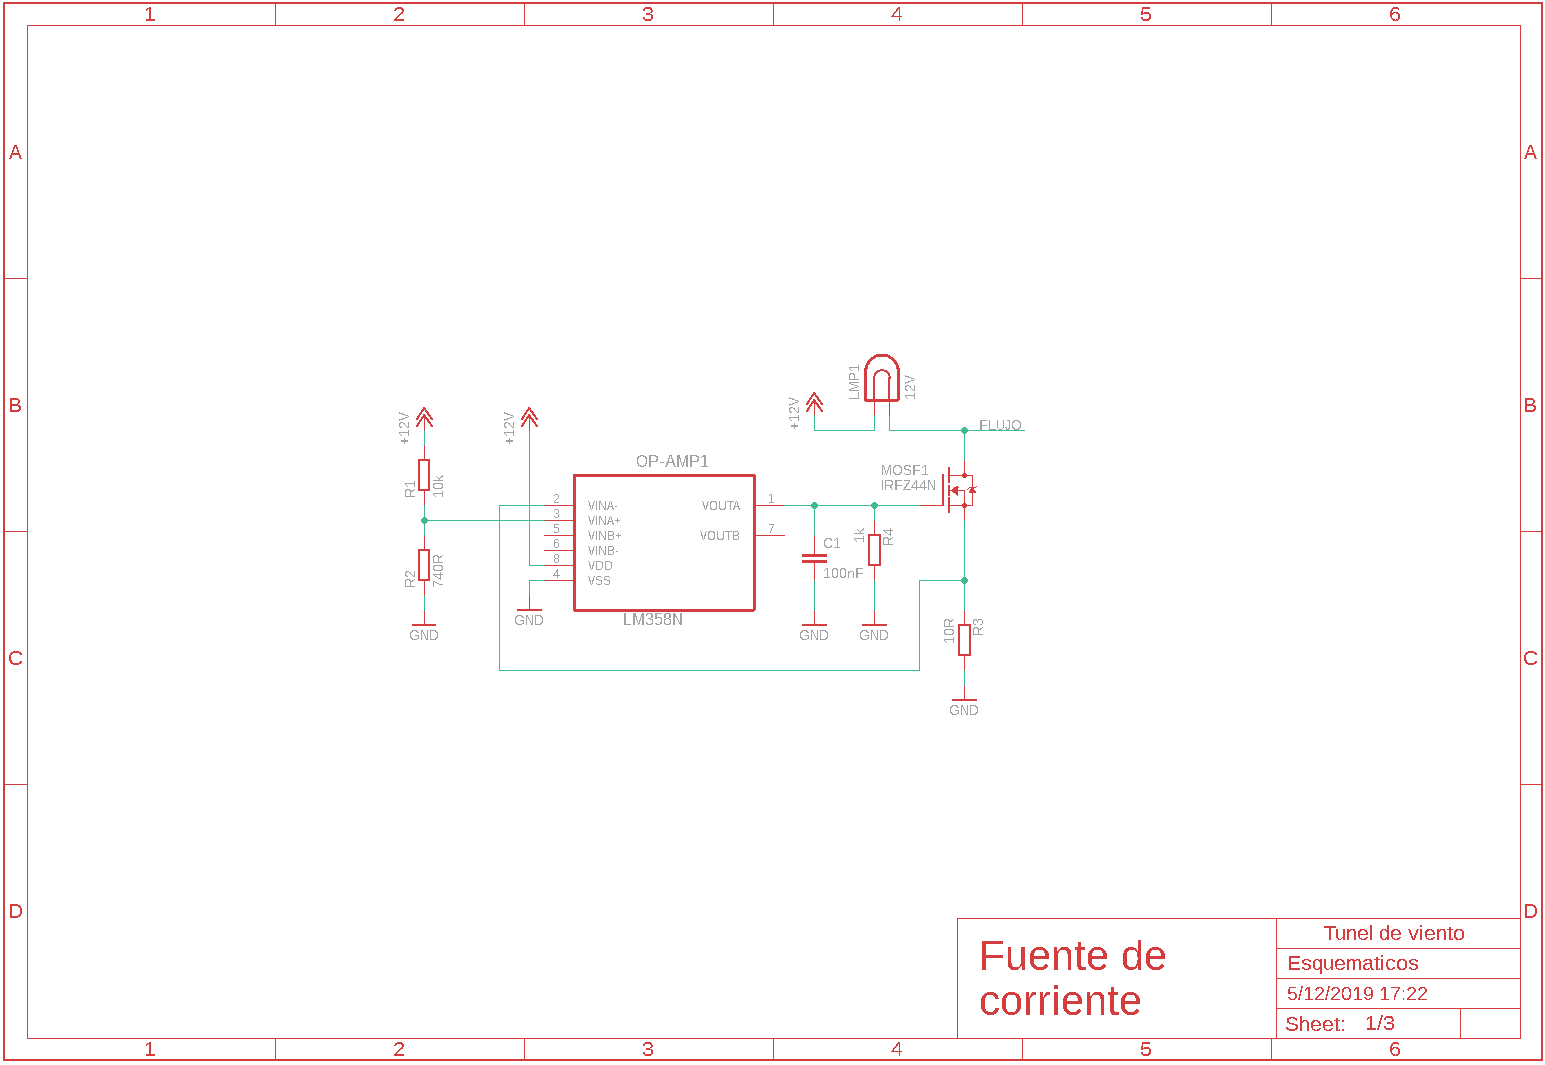 1 2 3 4 5 6
A A
B B
C C
D D
LMP1
12V
+12V
+12V
+12V
FLUJO
OP-AMP1
MOSF1
IRFZ44N
R1
10k
2 VINA-
3 VINA+
5 VINB+
6 VINB-
8 VDD
4 VSS
VOUTA 1
VOUTB 7
LM358N
R2
740R
GND
GND
C1
100nF
GND
1k
R4
GND
10R
R3
GND
Fuente de
corriente
Tunel de viento
Esquematicos
5/12/2019 17:22
Sheet: 1/3
1 2 3 4 5 6